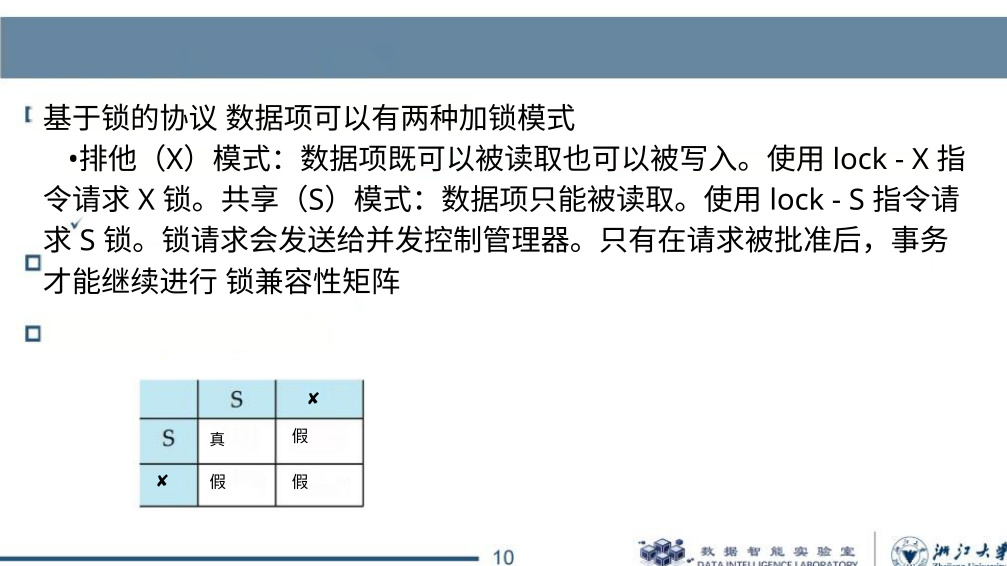 基于锁的协议 数据项可以有两种加锁模式
•排他（X）模式：数据项既可以被读取也可以被写入。使用 lock - X 指
令请求 X 锁。共享（S）模式：数据项只能被读取。使用 lock - S 指令请
求 S 锁。锁请求会发送给并发控制管理器。只有在请求被批准后，事务
才能继续进行 锁兼容性矩阵
S ✘
S 真 假
✘ 假 假
10
数据智能实验室
DATA INTELLIGENCE LABORATORY
浙江大学
Zhejiang University